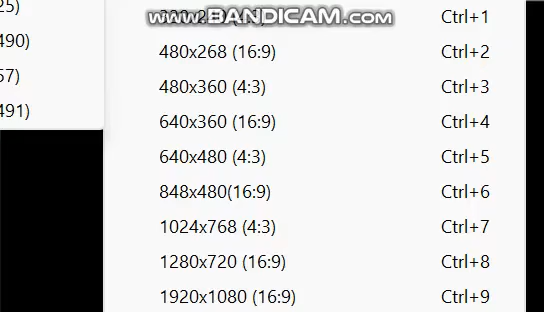 www.BANDICAM.com
Ctrl+1
25)
480x268 (16:9) Ctrl+2
490)
57)
480x360 (4:3) Ctrl+3
491)
640x360 (16:9) Ctrl+4
640x480 (4:3) Ctrl+5
848x480(16:9) Ctrl+6
1024x768 (4:3) Ctrl+7
1280x720 (16:9) Ctrl+8
1920x1080 (16:9) Ctrl+9